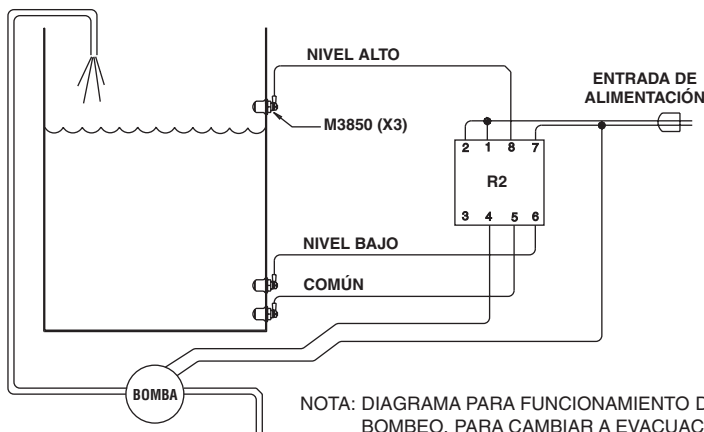 NIVEL ALTO
ENTRADA DE
ALIMENTACIÓN
M3850 (X3)
2 1 8 7
R2
3 4 5 6
NIVEL BAJO
COMÚN
BOMBA
NOTA: DIAGRAMA PARA FUNCIONAMIENTO
BOMBEO. PARA CAMBIAR A